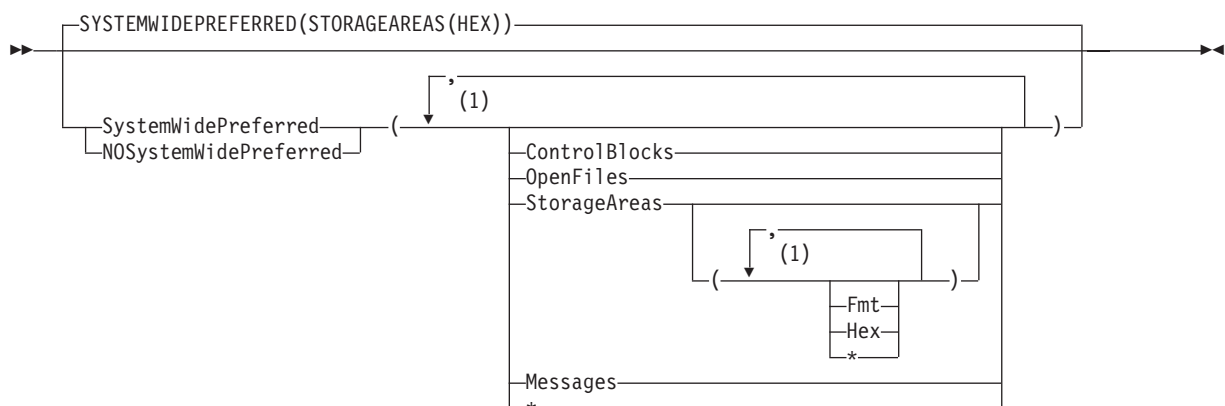 SYSTEMWIDEPREFERRED(STORAGEAREAS(HEX))
,
(1)
SystemWidePreferred ( )
NOSystemWidePreferred
ControlBlocks
OpenFiles
StorageAreas
,
(1)
( )
Fmt
Hex
*
Messages
*